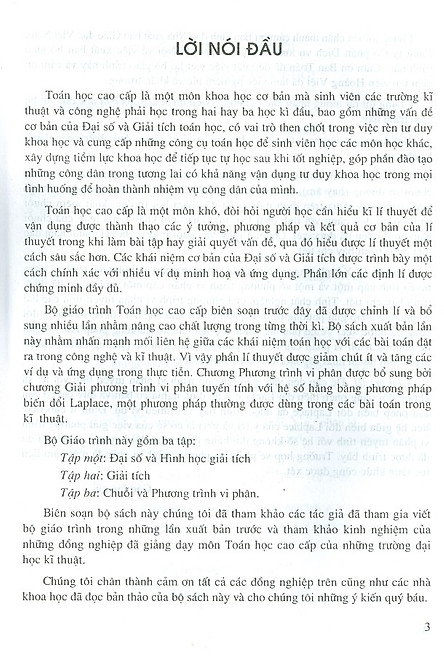 LỜI NÓI ĐẦU
Toán học cao cấp là một môn khoa học cơ bản mà sinh viên các trường kĩ
thuật và công nghệ phải học trong hai hay ba học kì đầu, bao gồm những vấn đề
cơ bản của Đại số và Giải tích toán học, có vai trò then chốt trong việc rèn tư duy
khoa học và cung cấp những công cụ toán học để sinh viên học các môn học khác,
xây dựng tiềm lực khoa học để tiếp tục tự học sau khi tốt nghiệp, góp phần đào tạo
những công dân trong tương lai có khả năng vận dụng tư duy khoa học trong mọi
tình huống để hoàn thành nhiệm vụ công dân của mình.
Toán học cao cấp là một môn khó, đòi hỏi người học cần hiểu kĩ lí thuyết để
vận dụng được thành thạo các ý tưởng, phương pháp và kết quả cơ bản của lí
thuyết trong khi làm bài tập hay giải quyết vấn đề, qua đó hiểu được lí thuyết một
cách sâu sắc hơn. Các khái niệm cơ bản của Đại số và Giải tích được trình bày một
cách chính xác với nhiều ví dụ minh hoạ và ứng dụng. Phần lớn các định lí được
chứng minh đầy đủ.
Bộ giáo trình Toán học cao cấp biên soạn trước đây đã được chỉnh lí và bổ
sung nhiều lần nhằm nâng cao chất lượng trong từng thời kì. Bộ sách xuất bản lần
này nhằm nhấn mạnh mối liên hệ giữa các khái niệm toán học với các bài toán đặt
ra trong công nghệ và kĩ thuật. Vì vậy phần lí thuyết được giảm chút ít và tăng các
ví dụ và ứng dụng trong thực tiễn. Chương Phương trình vi phân được bổ sung bởi
chương Giải phương trình vi phân tuyến tính với hệ số hằng bằng phương pháp
biến đổi Laplace, một phương pháp thường được dùng trong các bài toán trong
kĩ thuật.
Bộ Giáo trình này gồm ba tập:
Tập một: Đại số và Hình học giải tích
Tập hai: Giải tích
Tập ba: Chuỗi và Phương trình vi phân.
Biên soạn bộ sách này chúng tôi đã tham khảo các tác giả đã tham gia viết
bộ giáo trình trong những lần xuất bản trước và tham khảo kinh nghiệm của
những đồng nghiệp đã giảng dạy môn Toán học cao cấp của những trường đại
học kĩ thuật.
Chúng tôi chân thành cảm ơn tất cả các đồng nghiệp trên cũng như các nhà
khoa học đã đọc bản thảo của bộ sách này và cho chúng tôi những ý kiến quý báu.
3